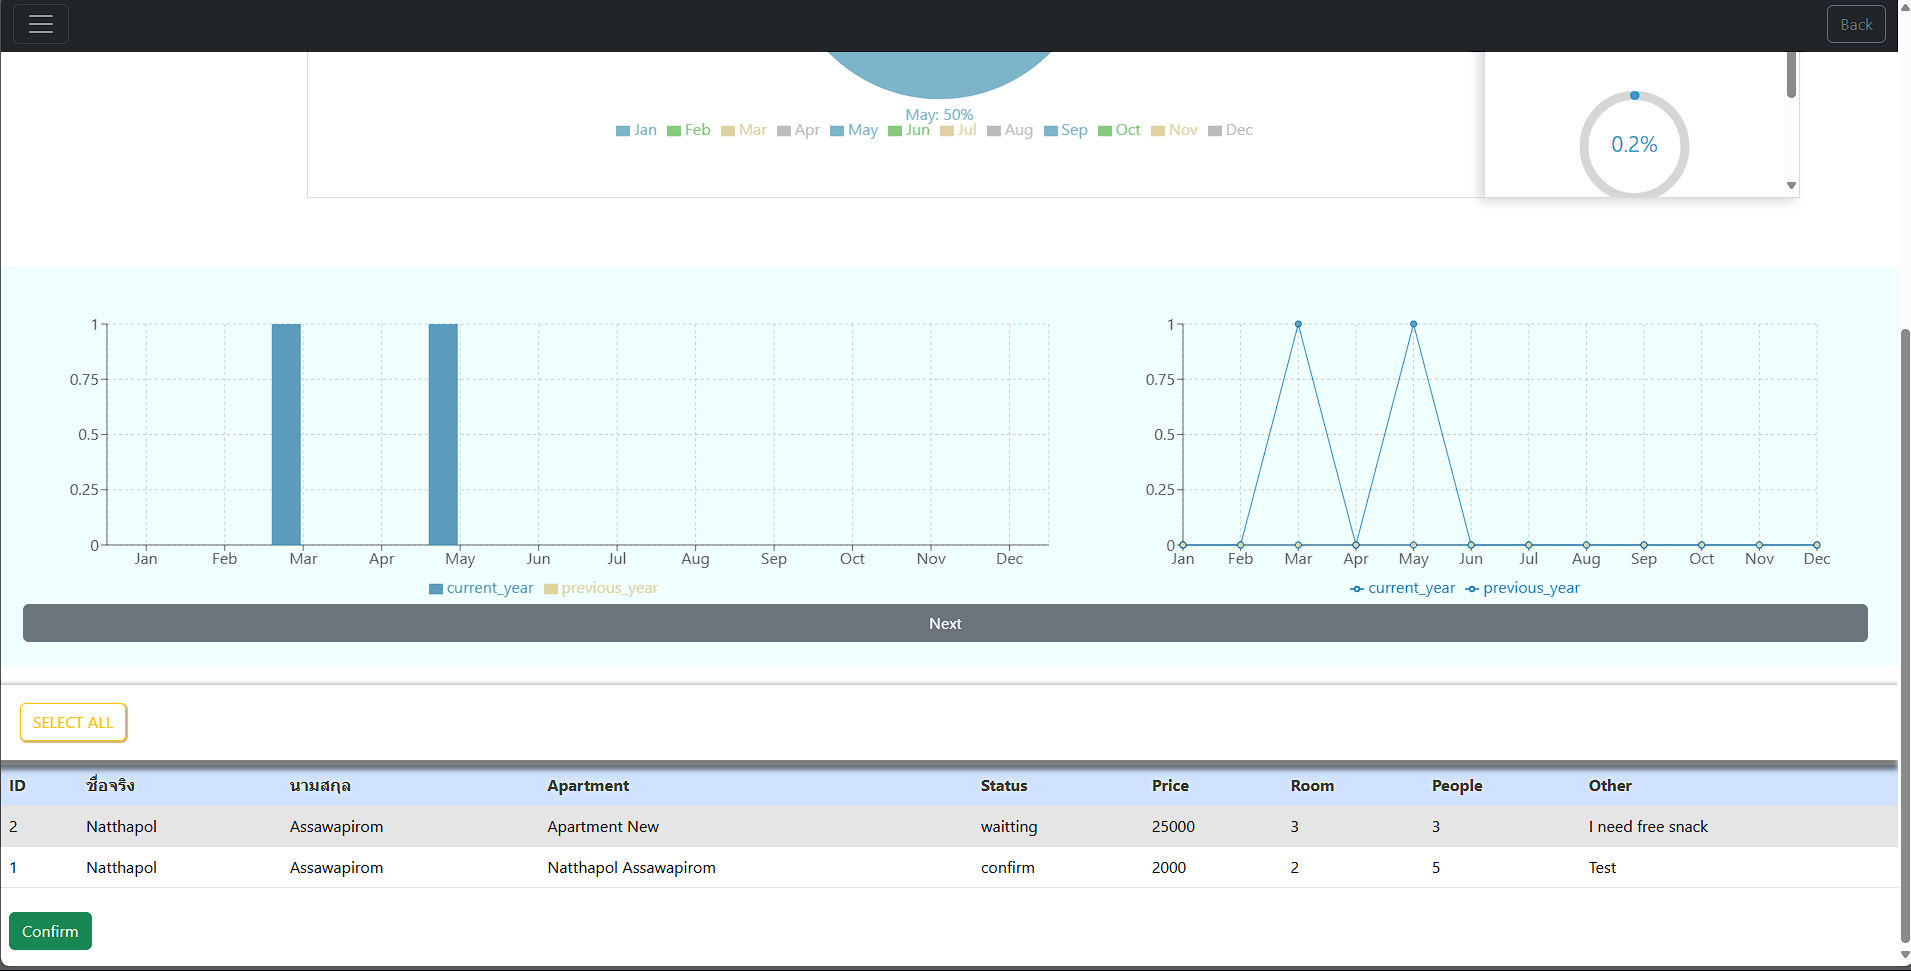 Back
May: 50%
Jan Feb Mar Apr May Jun Jul Aug Sep Oct Nov Dec
0.2%
1
0.75
0.5
0.25
0
Jan Feb Mar Apr May Jun Jul Aug Sep Oct Nov Dec
current_year previous_year
1
0.75
0.5
0.25
0
Jan Feb Mar Apr May Jun Jul Aug Sep Oct Nov Dec
current_year previous_year
Next
SELECT ALL
ID ชื่อจริง นามสกุล Apartment Status Price Room People Other
2 Natthapol Assawapirom Apartment New waitting 25000 3 3 I need free snack
1 Natthapol Assawapirom Natthapol Assawapirom confirm 2000 2 5 Test
Confirm